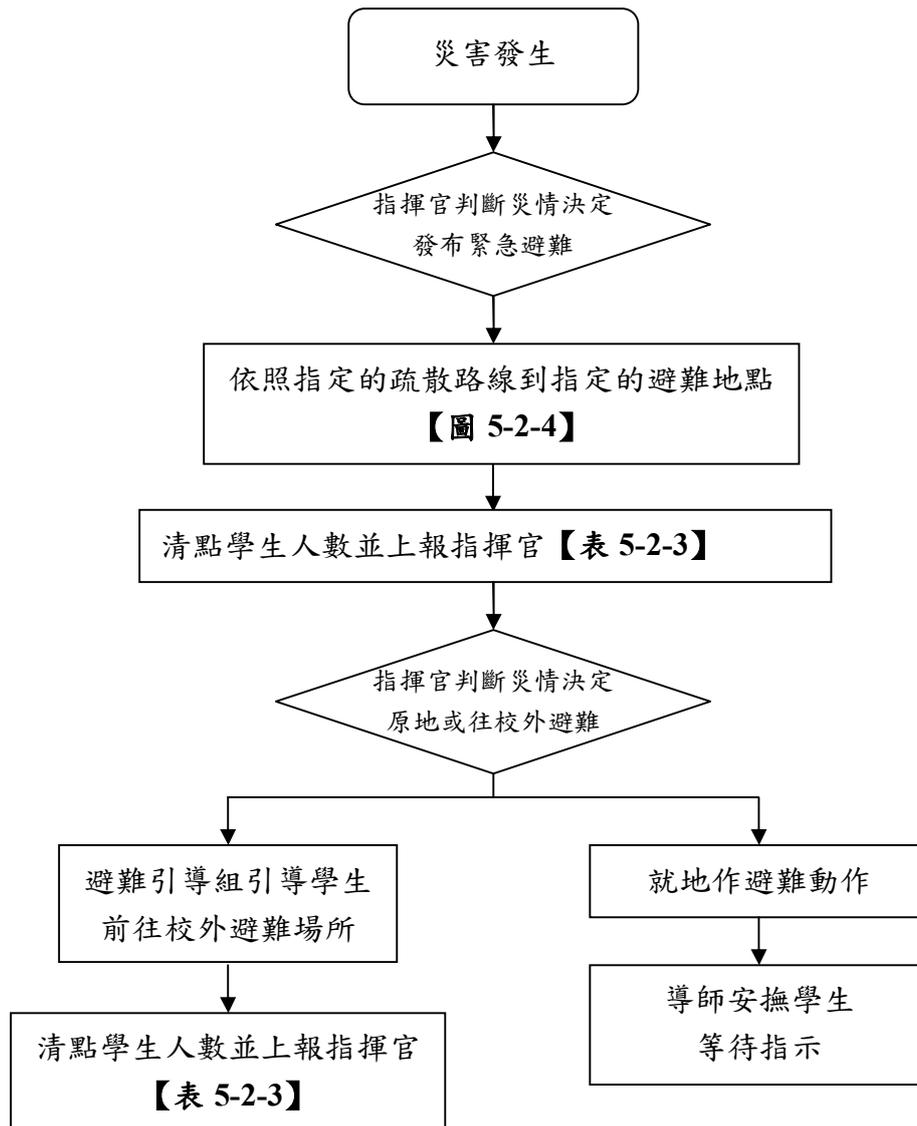 災害發生
指揮官判斷災情決定
發布緊急避難
依照指定的疏散路線到指定的避難地點
【圖 5-2-4】
清點學生人數並上報指揮官【表 5-2-3】
指揮官判斷災情決定
原地或往校外避難
避難引導組引導學生
前往校外避難場所
清點學生人數並上報指揮官
【表 5-2-3】
就地作避難動作
導師安撫學生
等待指示